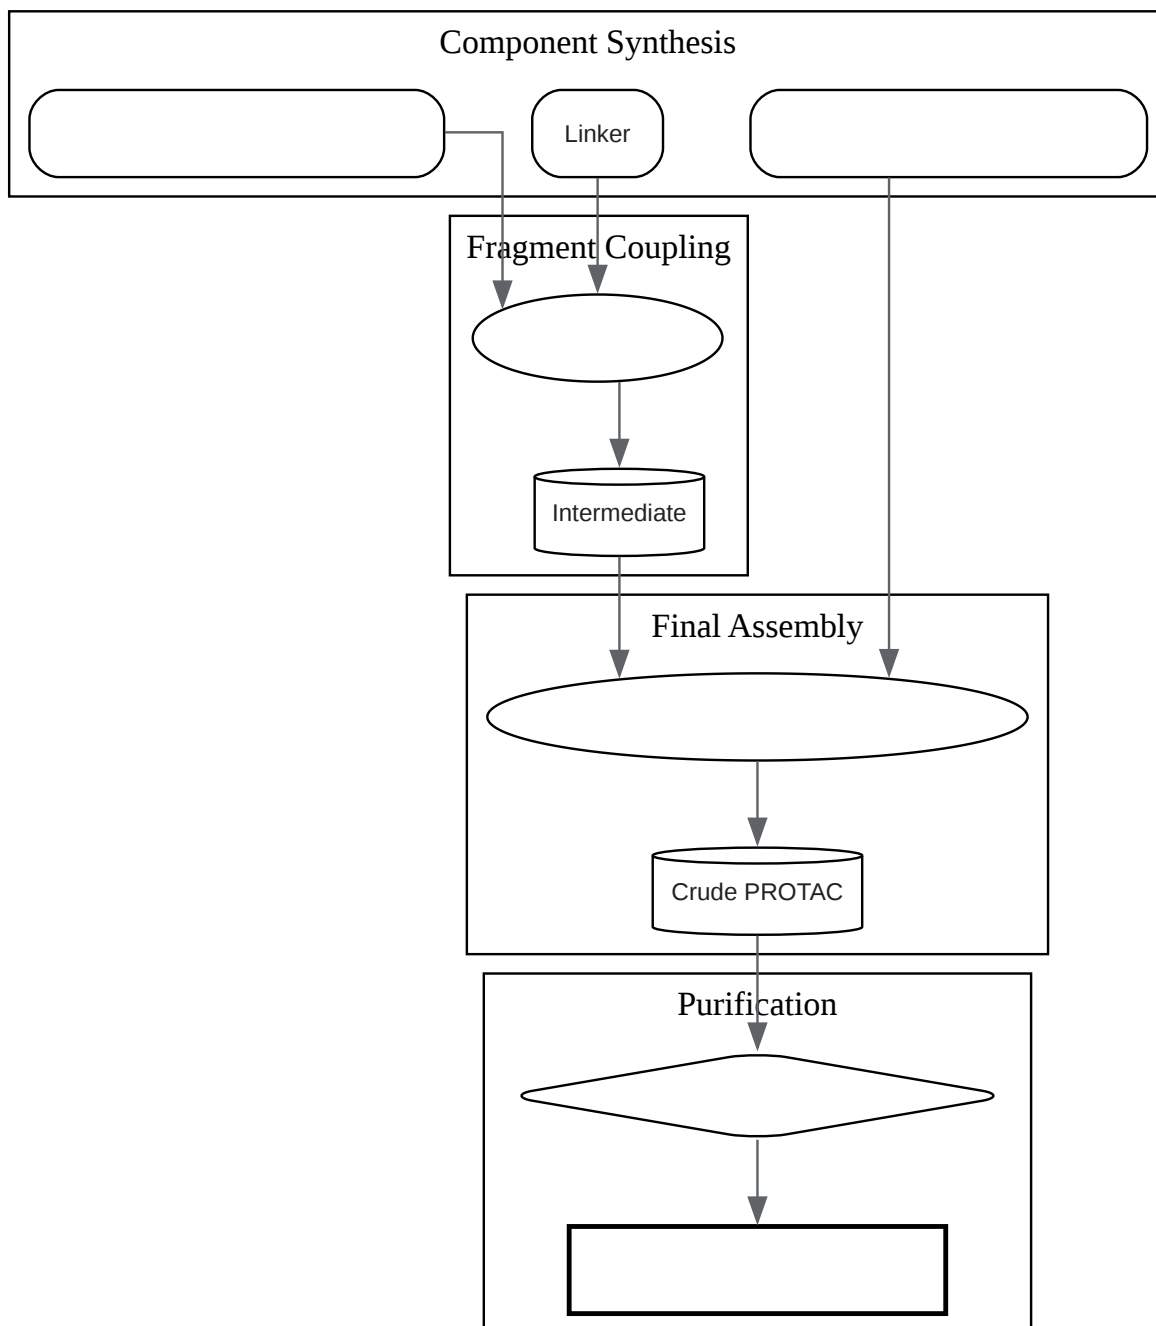 Component Synthesis
Linker
Fragment Coupling
Intermediate
Final Assembly
Crude PROTAC
Purification